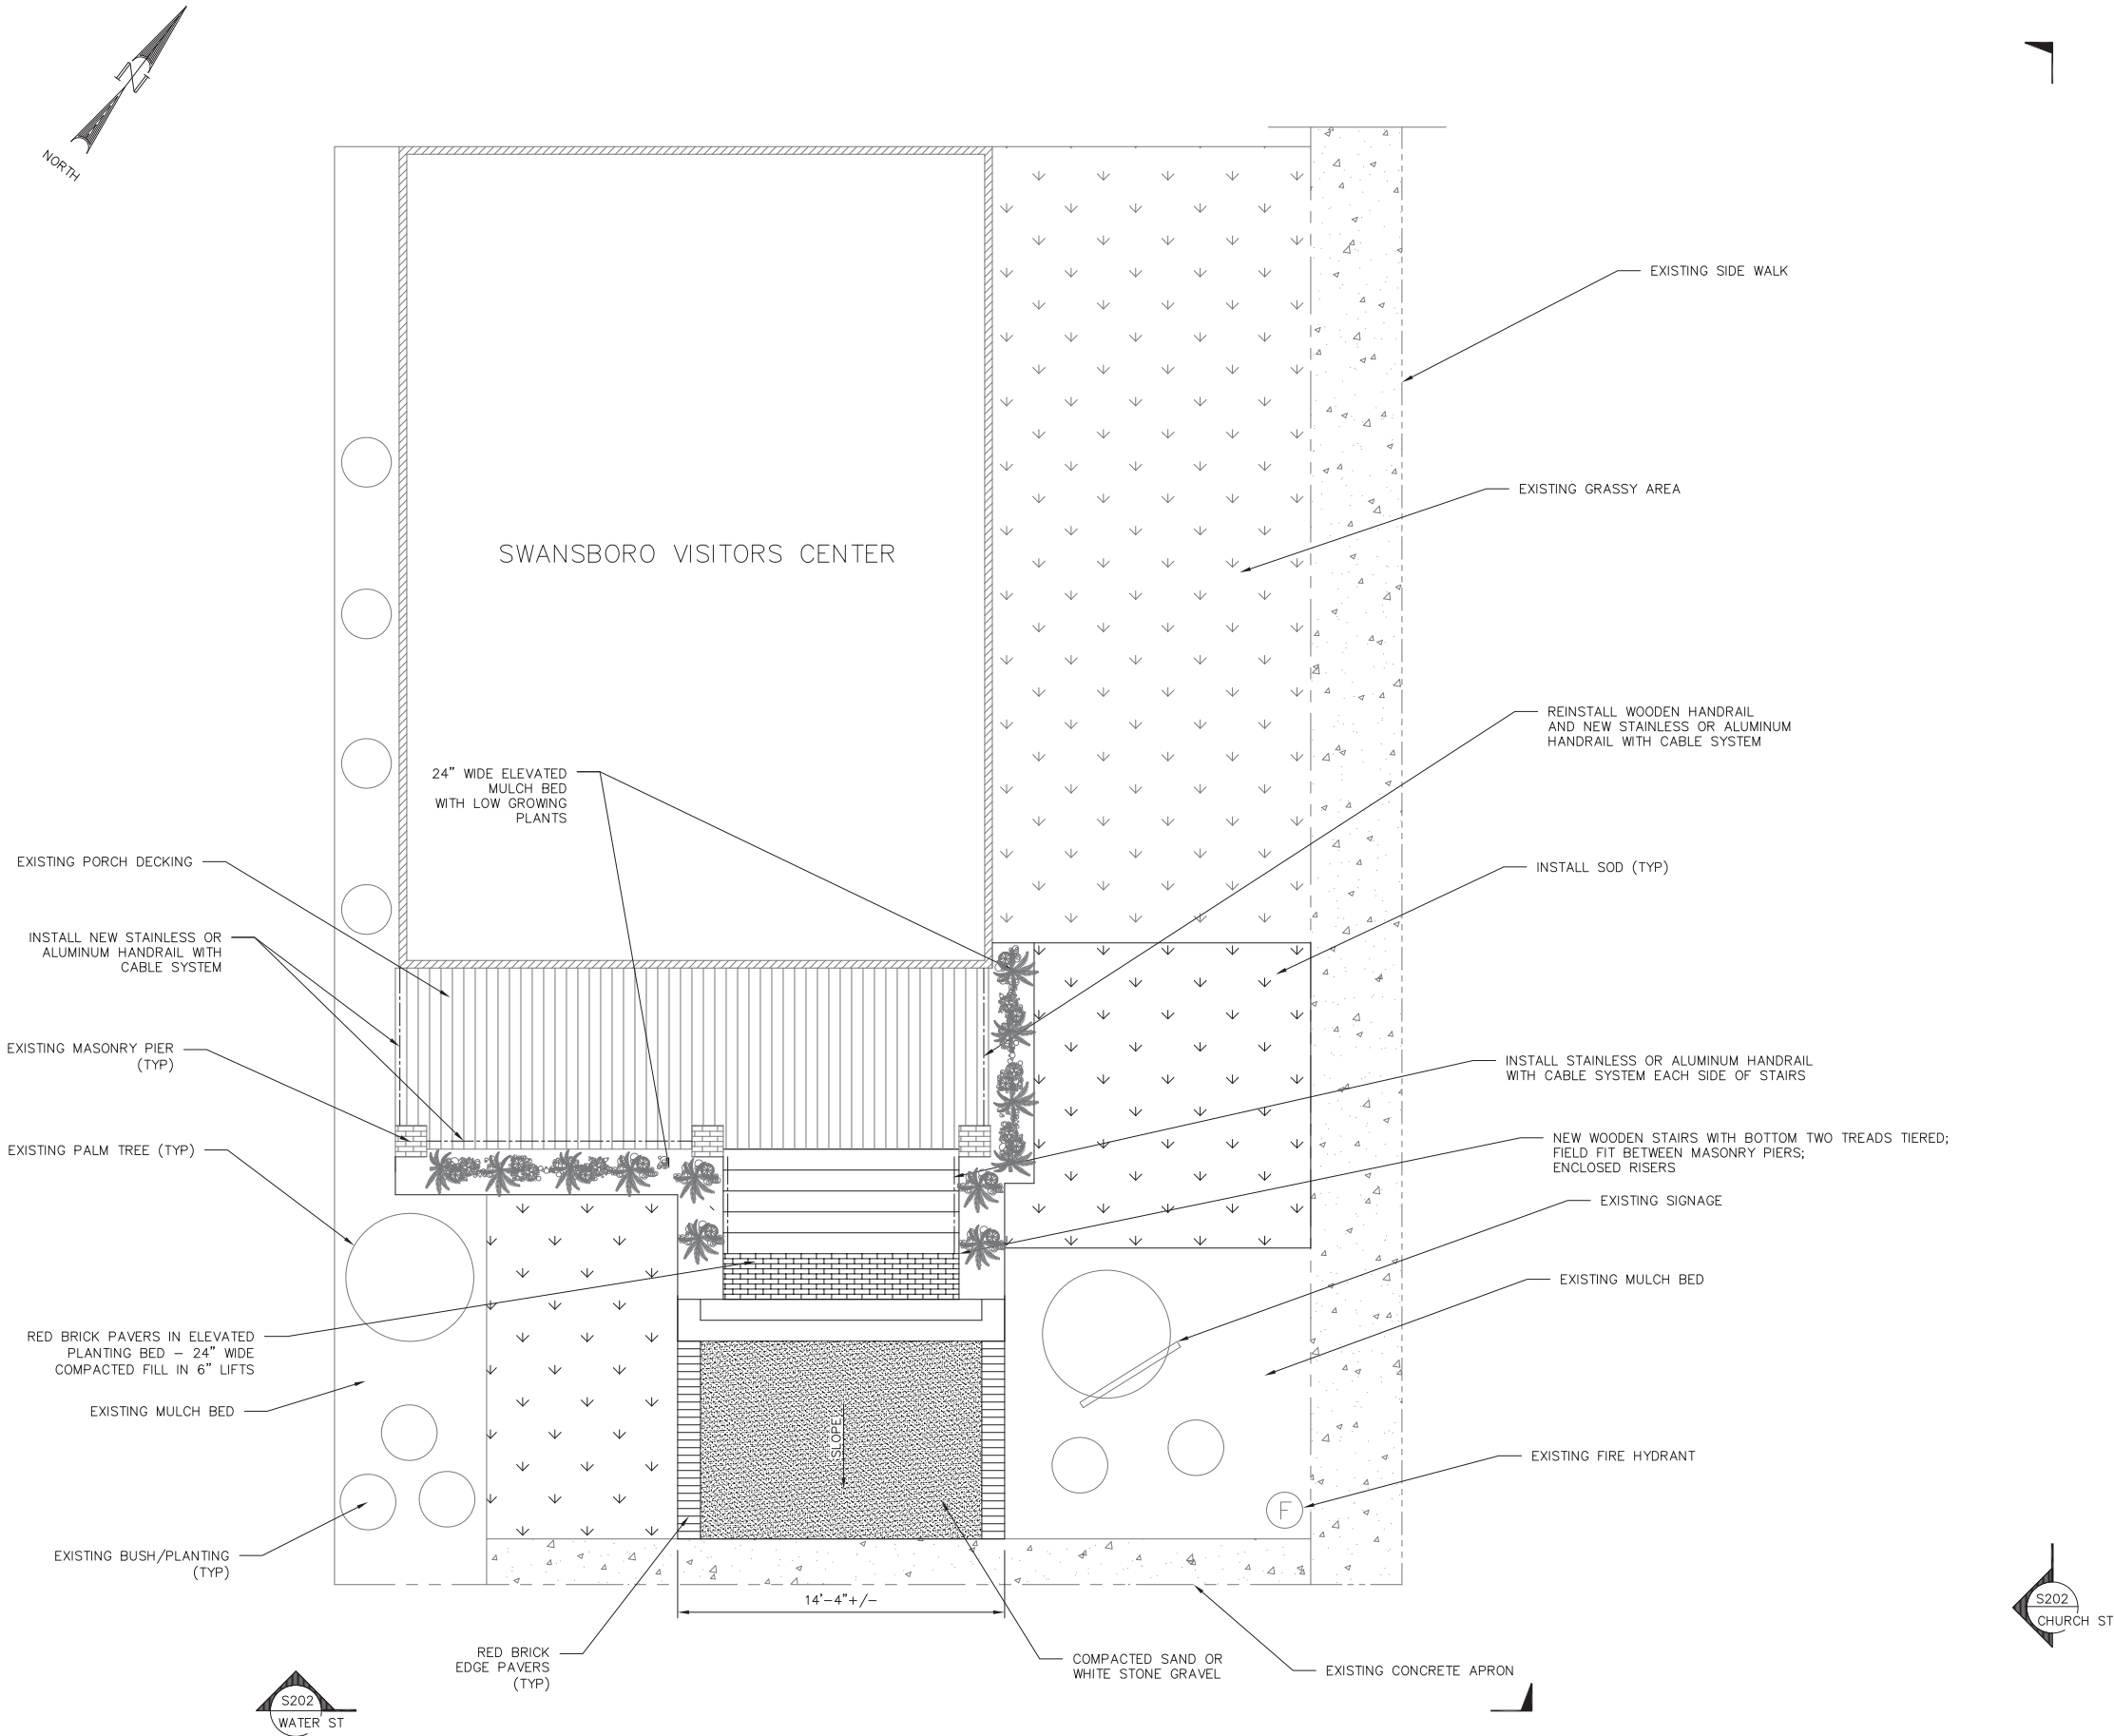 N
NORTH
EXISTING SIDE WALK
EXISTING GRASSY AREA
SWANSBORO VISITORS CENTER
REINSTALL WOODEN HANDRAIL
AND NEW STAINLESS OR ALUMINUM
HANDRAIL WITH CABLE SYSTEM
24" WIDE ELEVATED
MULCH BED
WITH LOW GROWING
PLANTS
EXISTING PORCH DECKING
INSTALL SOD (TYP)
INSTALL NEW STAINLESS OR
ALUMINUM HANDRAIL WITH
CABLE SYSTEM
EXISTING MASONRY PIER
(TYP)
INSTALL STAINLESS OR ALUMINUM HANDRAIL
WITH CABLE SYSTEM EACH SIDE OF STAIRS
EXISTING PALM TREE (TYP)
NEW WOODEN STAIRS WITH BOTTOM TWO TREADS TIERED;
FIELD FIT BETWEEN MASONRY PIERS;
ENCLOSED RISERS
EXISTING SIGNAGE
EXISTING MULCH BED
RED BRICK PAVERS IN ELEVATED
PLANTING BED – 24" WIDE
COMPACTED FILL IN 6" LIFTS
EXISTING MULCH BED
SLOPE
EXISTING FIRE HYDRANT
F
EXISTING BUSH/PLANTING
(TYP)
14'-4"+/-
S202
CHURCH ST
RED BRICK
EDGE PAVERS
(TYP)
COMPACTED SAND OR
WHITE STONE GRAVEL
EXISTING CONCRETE APRON
S202
WATER ST